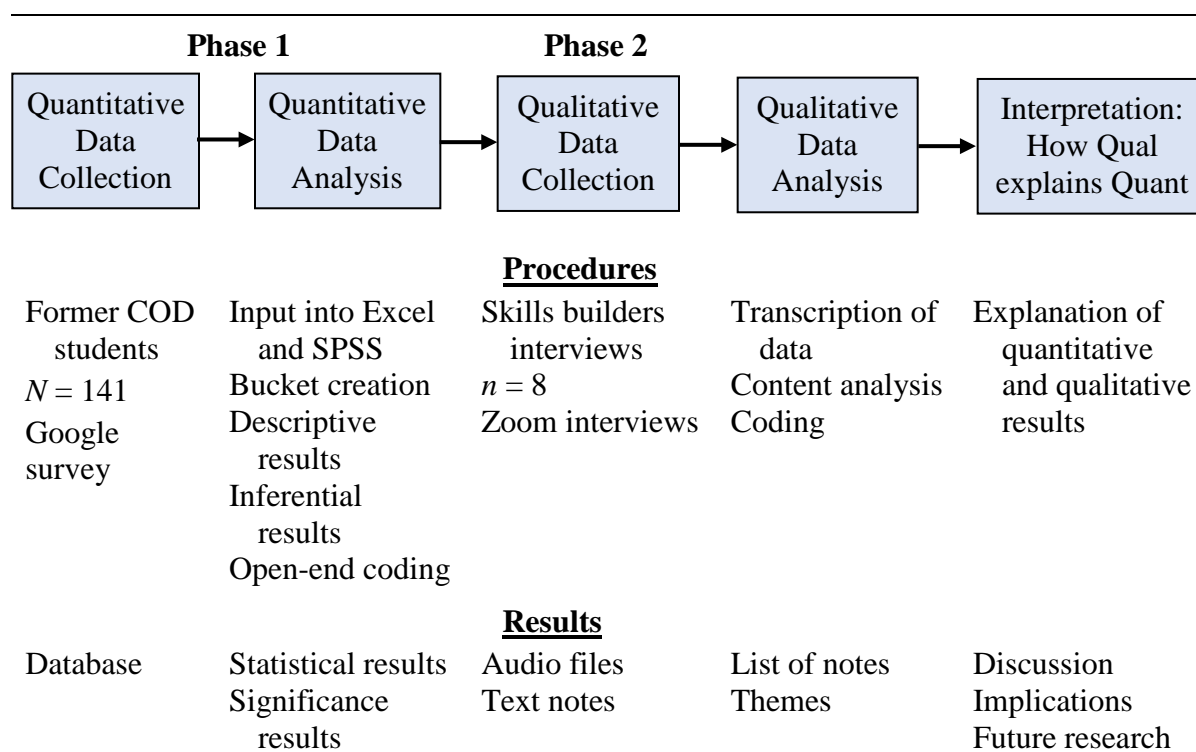 Phase 1
Phase 2
Quantitative
Data
Collection
Quantitative
Data
Analysis
Qualitative
Data
Collection
Qualitative
Data
Analysis
Interpretation:
How Qual
explains Quant
Procedures
Former COD
students
N = 141
Google
survey
Input into Excel
and SPSS
Bucket creation
Descriptive
results
Inferential
results
Open-end coding
Skills builders
interviews
n = 8
Zoom interviews
Transcription of
data
Content analysis
Coding
Explanation of
quantitative
and qualitative
results
Results
Database
Statistical results
Significance
results
Audio files
Text notes
List of notes
Themes
Discussion
Implications
Future research